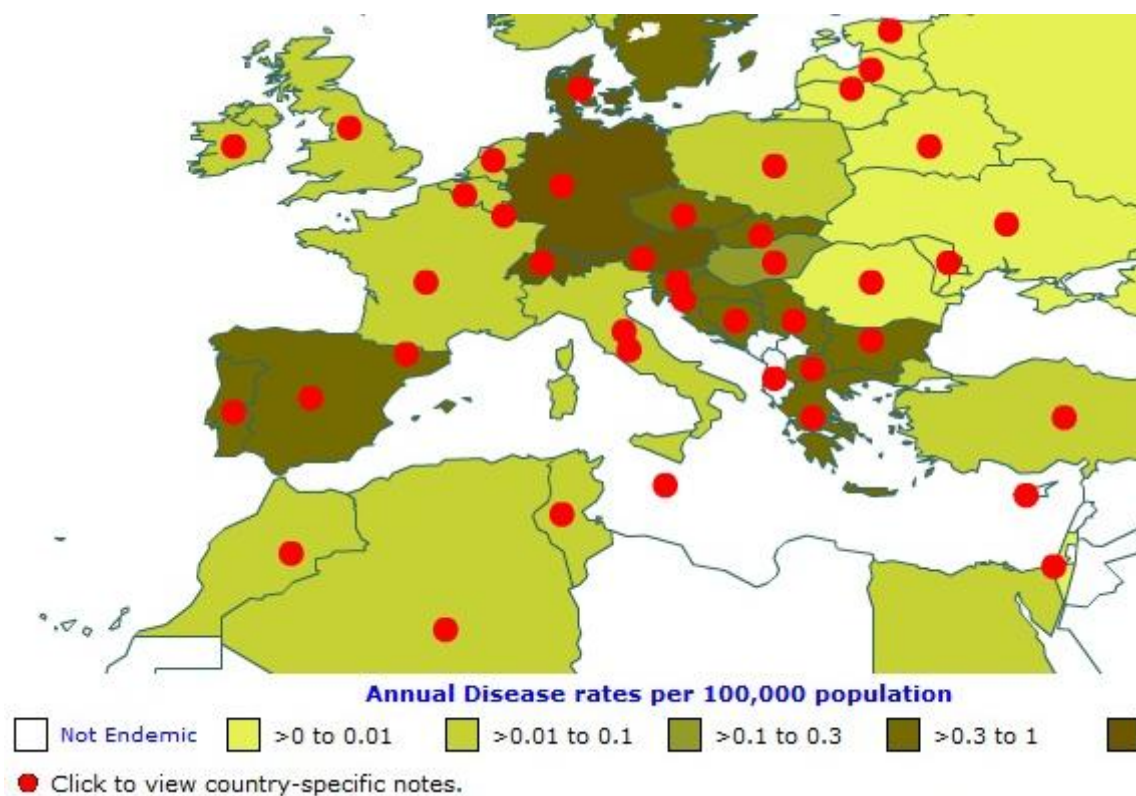 Annual Disease rates per 100,000 population
Not Endemic >0 to 0.01 >0.01 to 0.1 >0.1 to 0.3 >0.3 to 1
Click to view country-specific notes.